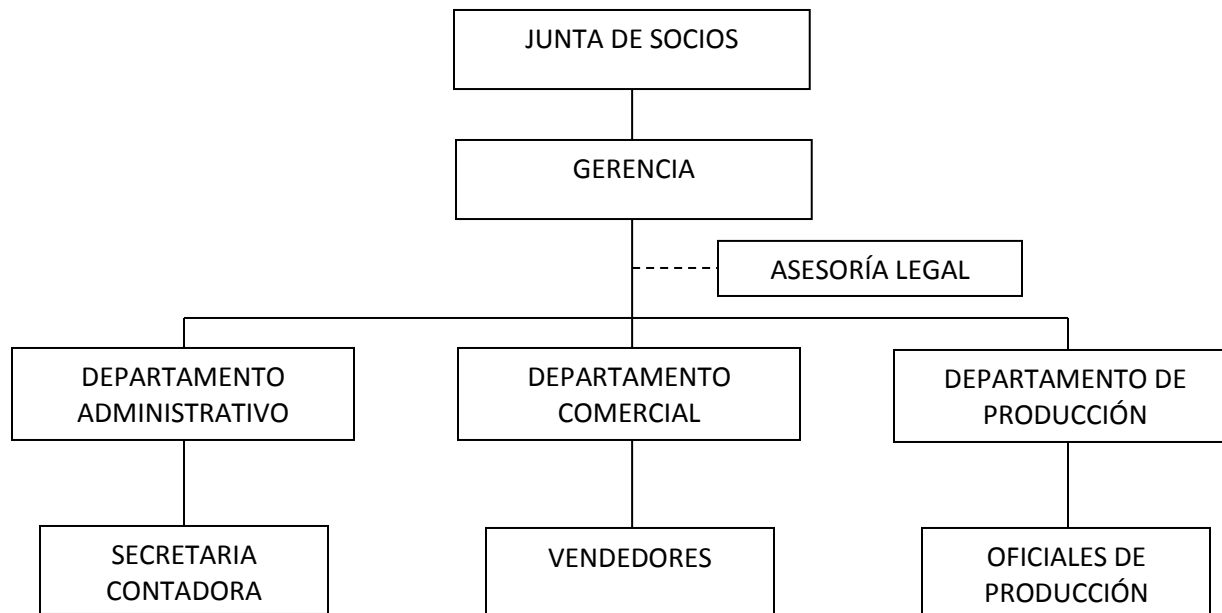 JUNTA DE SOCIOS
GERENCIA
ASESORÍA LEGAL
DEPARTAMENTO
ADMINISTRATIVO
DEPARTAMENTO
COMERCIAL
DEPARTAMENTO DE
PRODUCCIÓN
SECRETARIA
CONTADORA
VENDEDORES
OFICIALES DE
PRODUCCIÓN